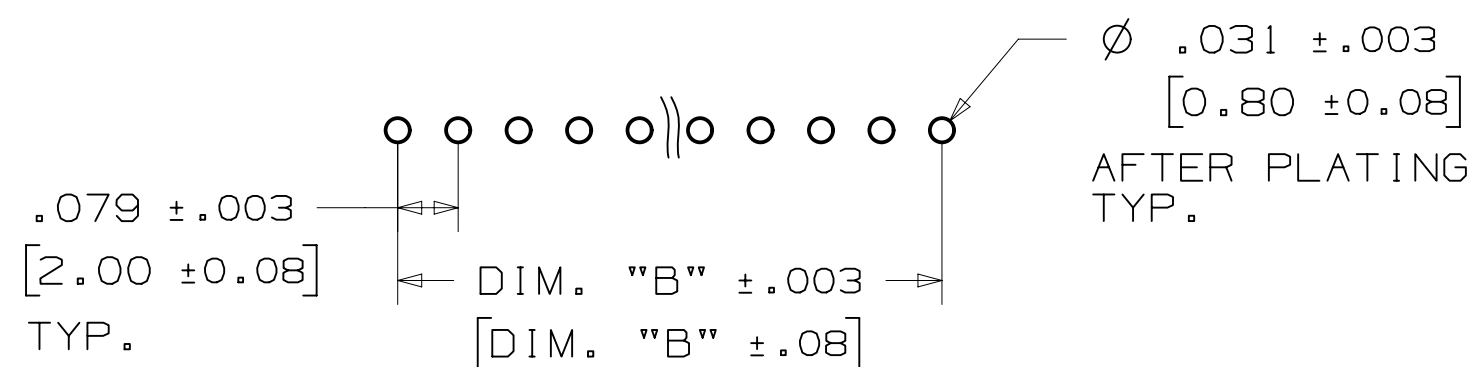 Ø .031 ±.003
[0.80 ±0.08]
AFTER PLATING
TYP.
.079 ±.003
[2.00 ±0.08]
TYP.
DIM. "B" ±.003
[DIM. "B" ±.08]